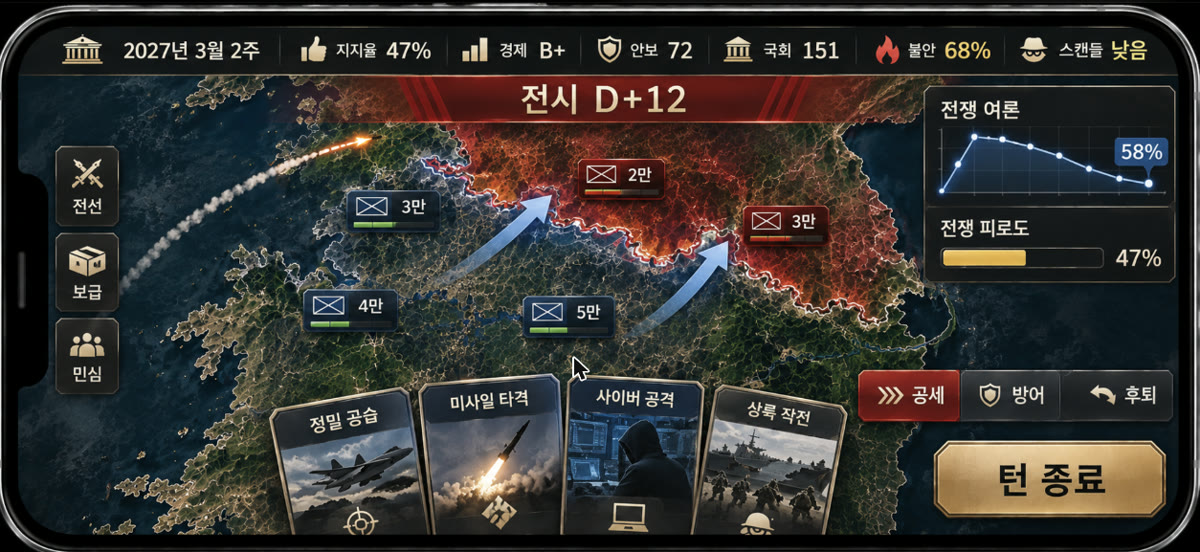 2027년 3월 2주
지지율 47%
경제 B+
안보 72
국회 151
불안 68%
스캔들 낮음
전시 D+12
전쟁 여론
58%
전쟁 피로도
47%
전선
보급
민심
2만
3만
3만
4만
5만
정밀 공습
미사일 타격
사이버 공격
상륙 작전
공세
방어
후퇴
턴 종료